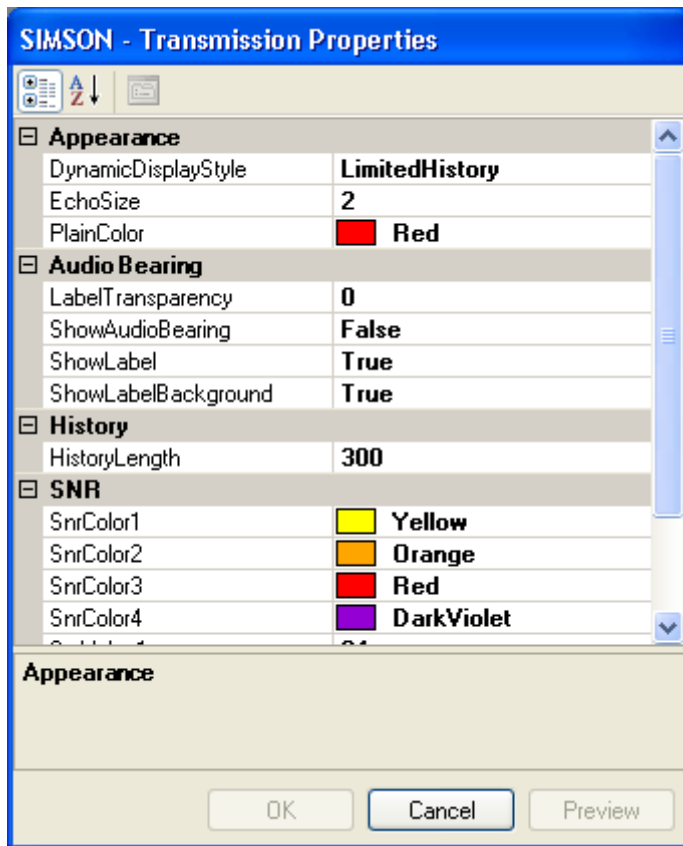 SIMSON - Transmission Properties
Appearance
DynamicDisplayStyle LimitedHistory
EchoSize 2
PlainColor Red
Audio Bearing
LabelTransparency 0
ShowAudioBearing False
ShowLabel True
ShowLabelBackground True
History
HistoryLength 300
SNR
SnrColor1 Yellow
SnrColor2 Orange
SnrColor3 Red
SnrColor4 DarkViolet
Appearance
OK Cancel Preview